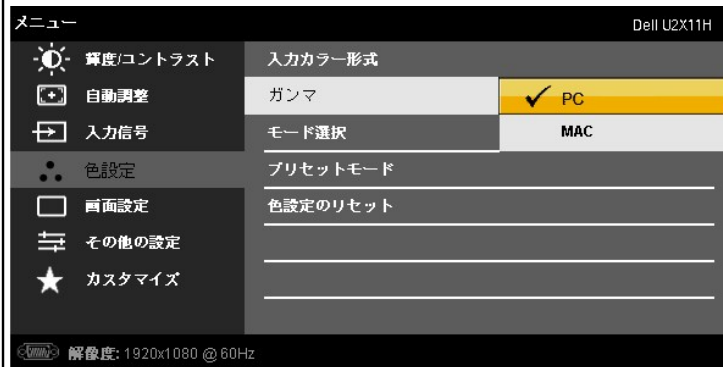 メニュー
Dell U2X11H
輝度/コントラスト
自動調整
入力信号
色設定
画面設定
その他の設定
カスタマイズ
入力カラー形式
ガンマ
モード選択
プリセットモード
色設定のリセット
PC
MAC
解像度: 1920x1080 @ 60Hz